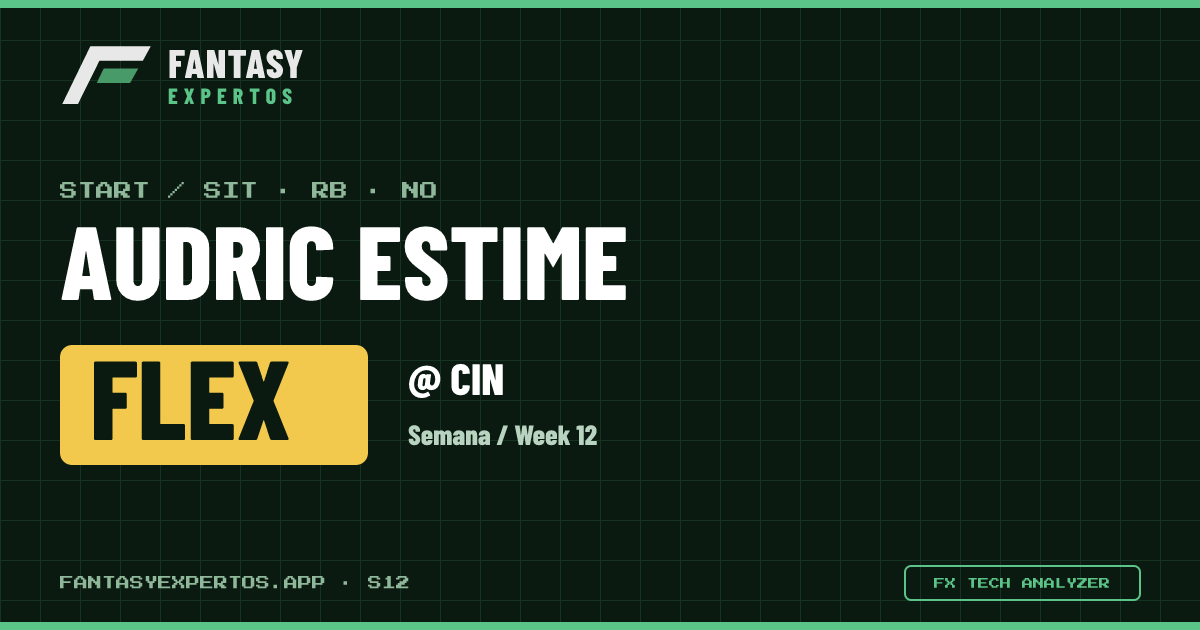 FANTASY
EXPERTOS
START / SIT · RB · NO
AUDRIC ESTIME
FLEX
@ CIN
Semana / Week 12
FANTASYEXPERTOS.APP · S12
FX TECH ANALYZER